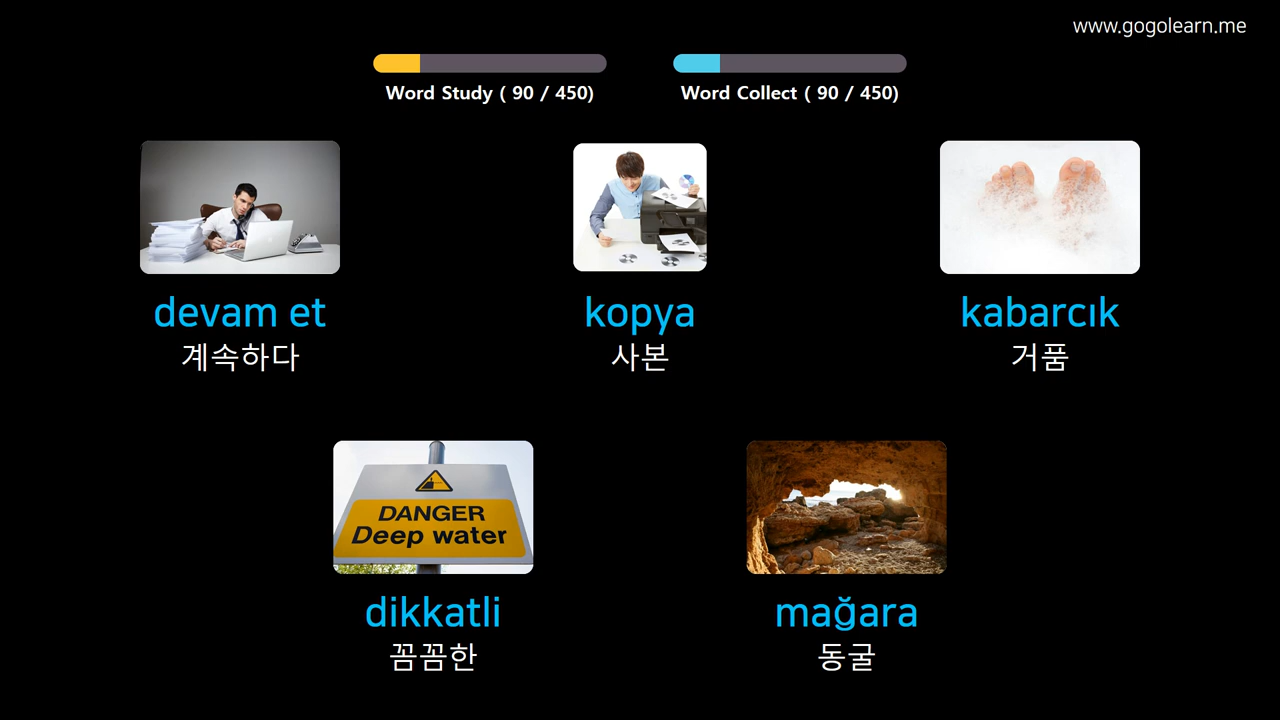 www.gogolearn.me
Word Study ( 90 / 450)
Word Collect ( 90 / 450)
devam et
계속하다
kopya
사본
kabarcık
거품
DANGER
Deep water
dikkatli
꼼꼼한
mağara
동굴